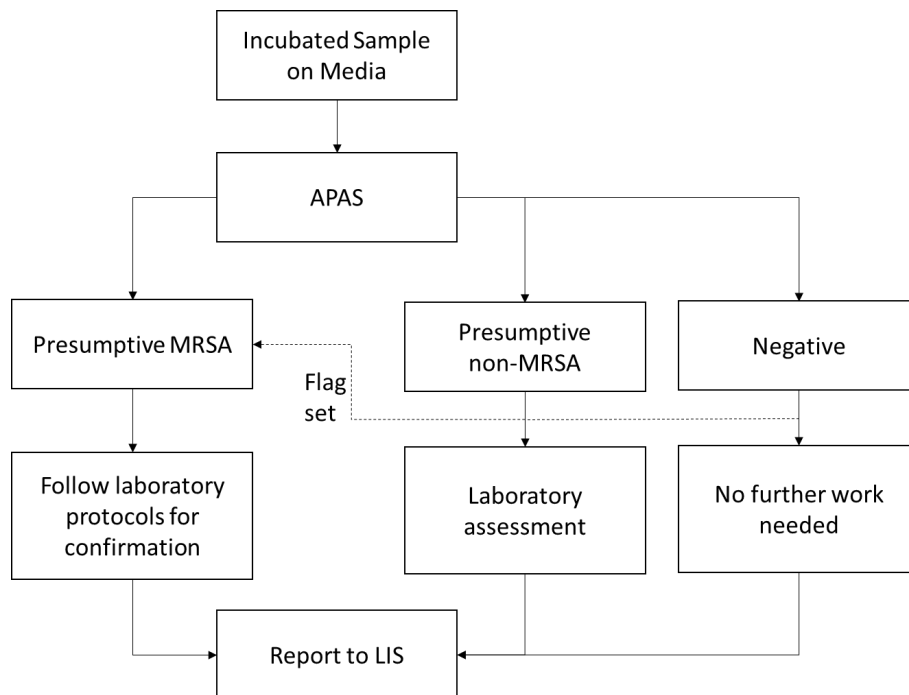 Incubated Sample
on Media
APAS
Presumptive MRSA
Presumptive
non-MRSA
Negative
Flag
set
Follow laboratory
protocols for
confirmation
Laboratory
assessment
No further work
needed
Report to LIS